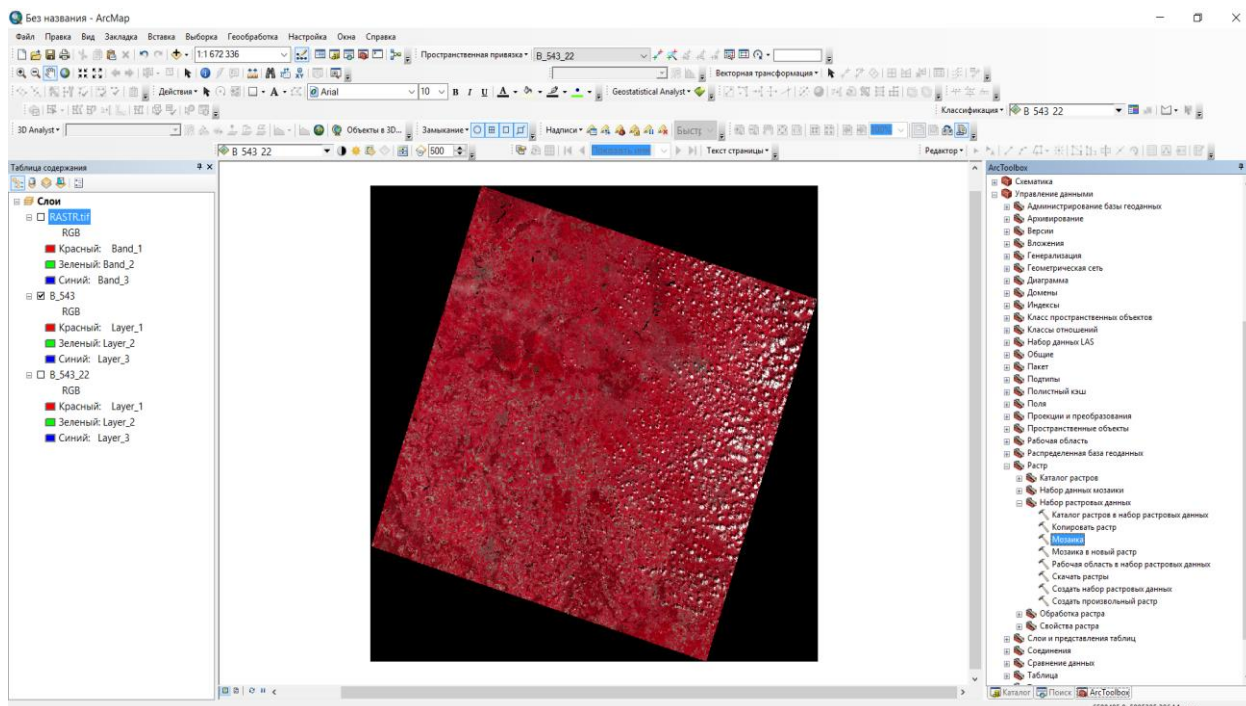 Без названия - ArcMap
Файл Правка Вид Закладка Вставка Выборка Геообработка Настройка Окна Справка
1:1 672 336 Пространственная привязка B_543_22
Векторная трансформация
Действия Arial 10 B I U A Geostatistical Analyst
Классификация B_543_22
3D Analyst Объекты в 3D... Замыкание Надписи Быстр 100%
B_543_22 500 Текст страницы Редактор
Таблица содержания
ArcToolbox
Слои
RASTR.tif
RGB
Красный: Band_1
Зеленый: Band_2
Синий: Band_3
B_543
RGB
Красный: Layer_1
Зеленый: Layer_2
Синий: Layer_3
B_543_22
RGB
Красный: Layer_1
Зеленый: Layer_2
Синий: Layer_3
Схематика
Управление данными
Администрирование базы геоданных
Архивирование
Версии
Вложения
Генерализация
Геометрическая сеть
Диаграмма
Домены
Индексы
Класс пространственных объектов
Классы отношений
Набор данных LAS
Общие
Пакет
Подтипы
Полистный кэш
Поля
Проекции и преобразования
Пространственные объекты
Рабочая область
Распределенная база геоданных
Растр
Каталог растров
Набор данных мозаики
Набор растровых данных
Каталог растров в набор растровых данных
Копировать растр
Мозаика
Мозаика в новый растр
Рабочая область в набор растровых данных
Скачать растры
Создать набор растровых данных
Создать произвольный растр
Обработка растра
Свойства растра
Слои и представления таблиц
Соединения
Сравнение данных
Таблица
Каталог Поиск ArcToolbox